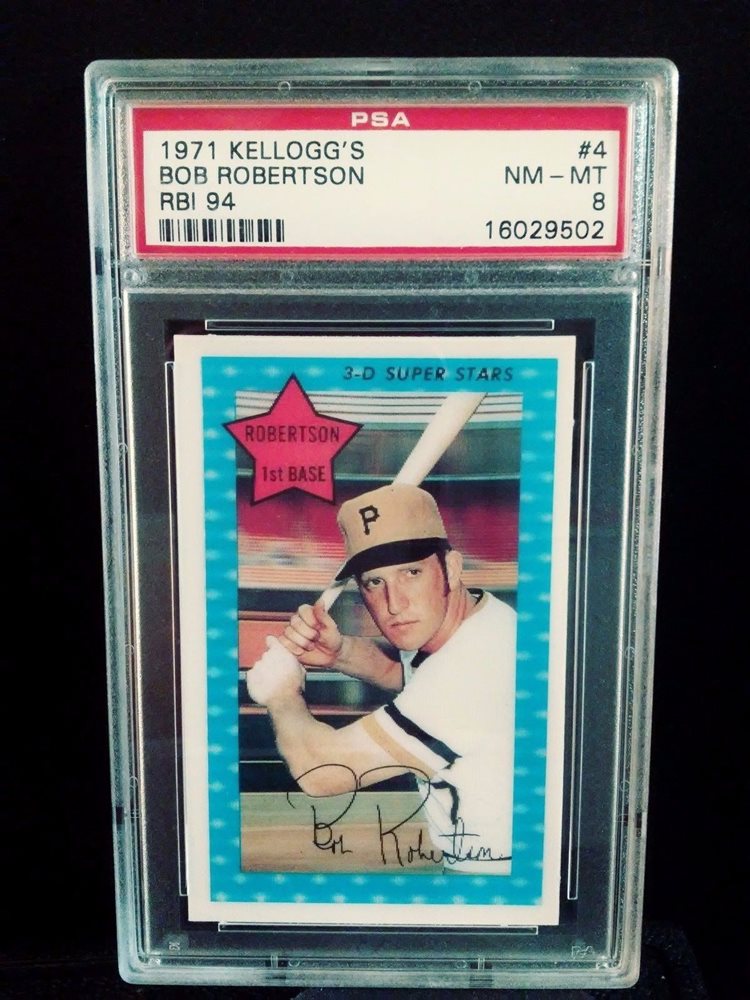 PSA
1971 KELLOGG'S #4
BOB ROBERTSON NM - MT
RBI 94 8
16029502
3-D SUPER STARS
ROBERTSON
1st BASE
P
Bob Robertson
PSA